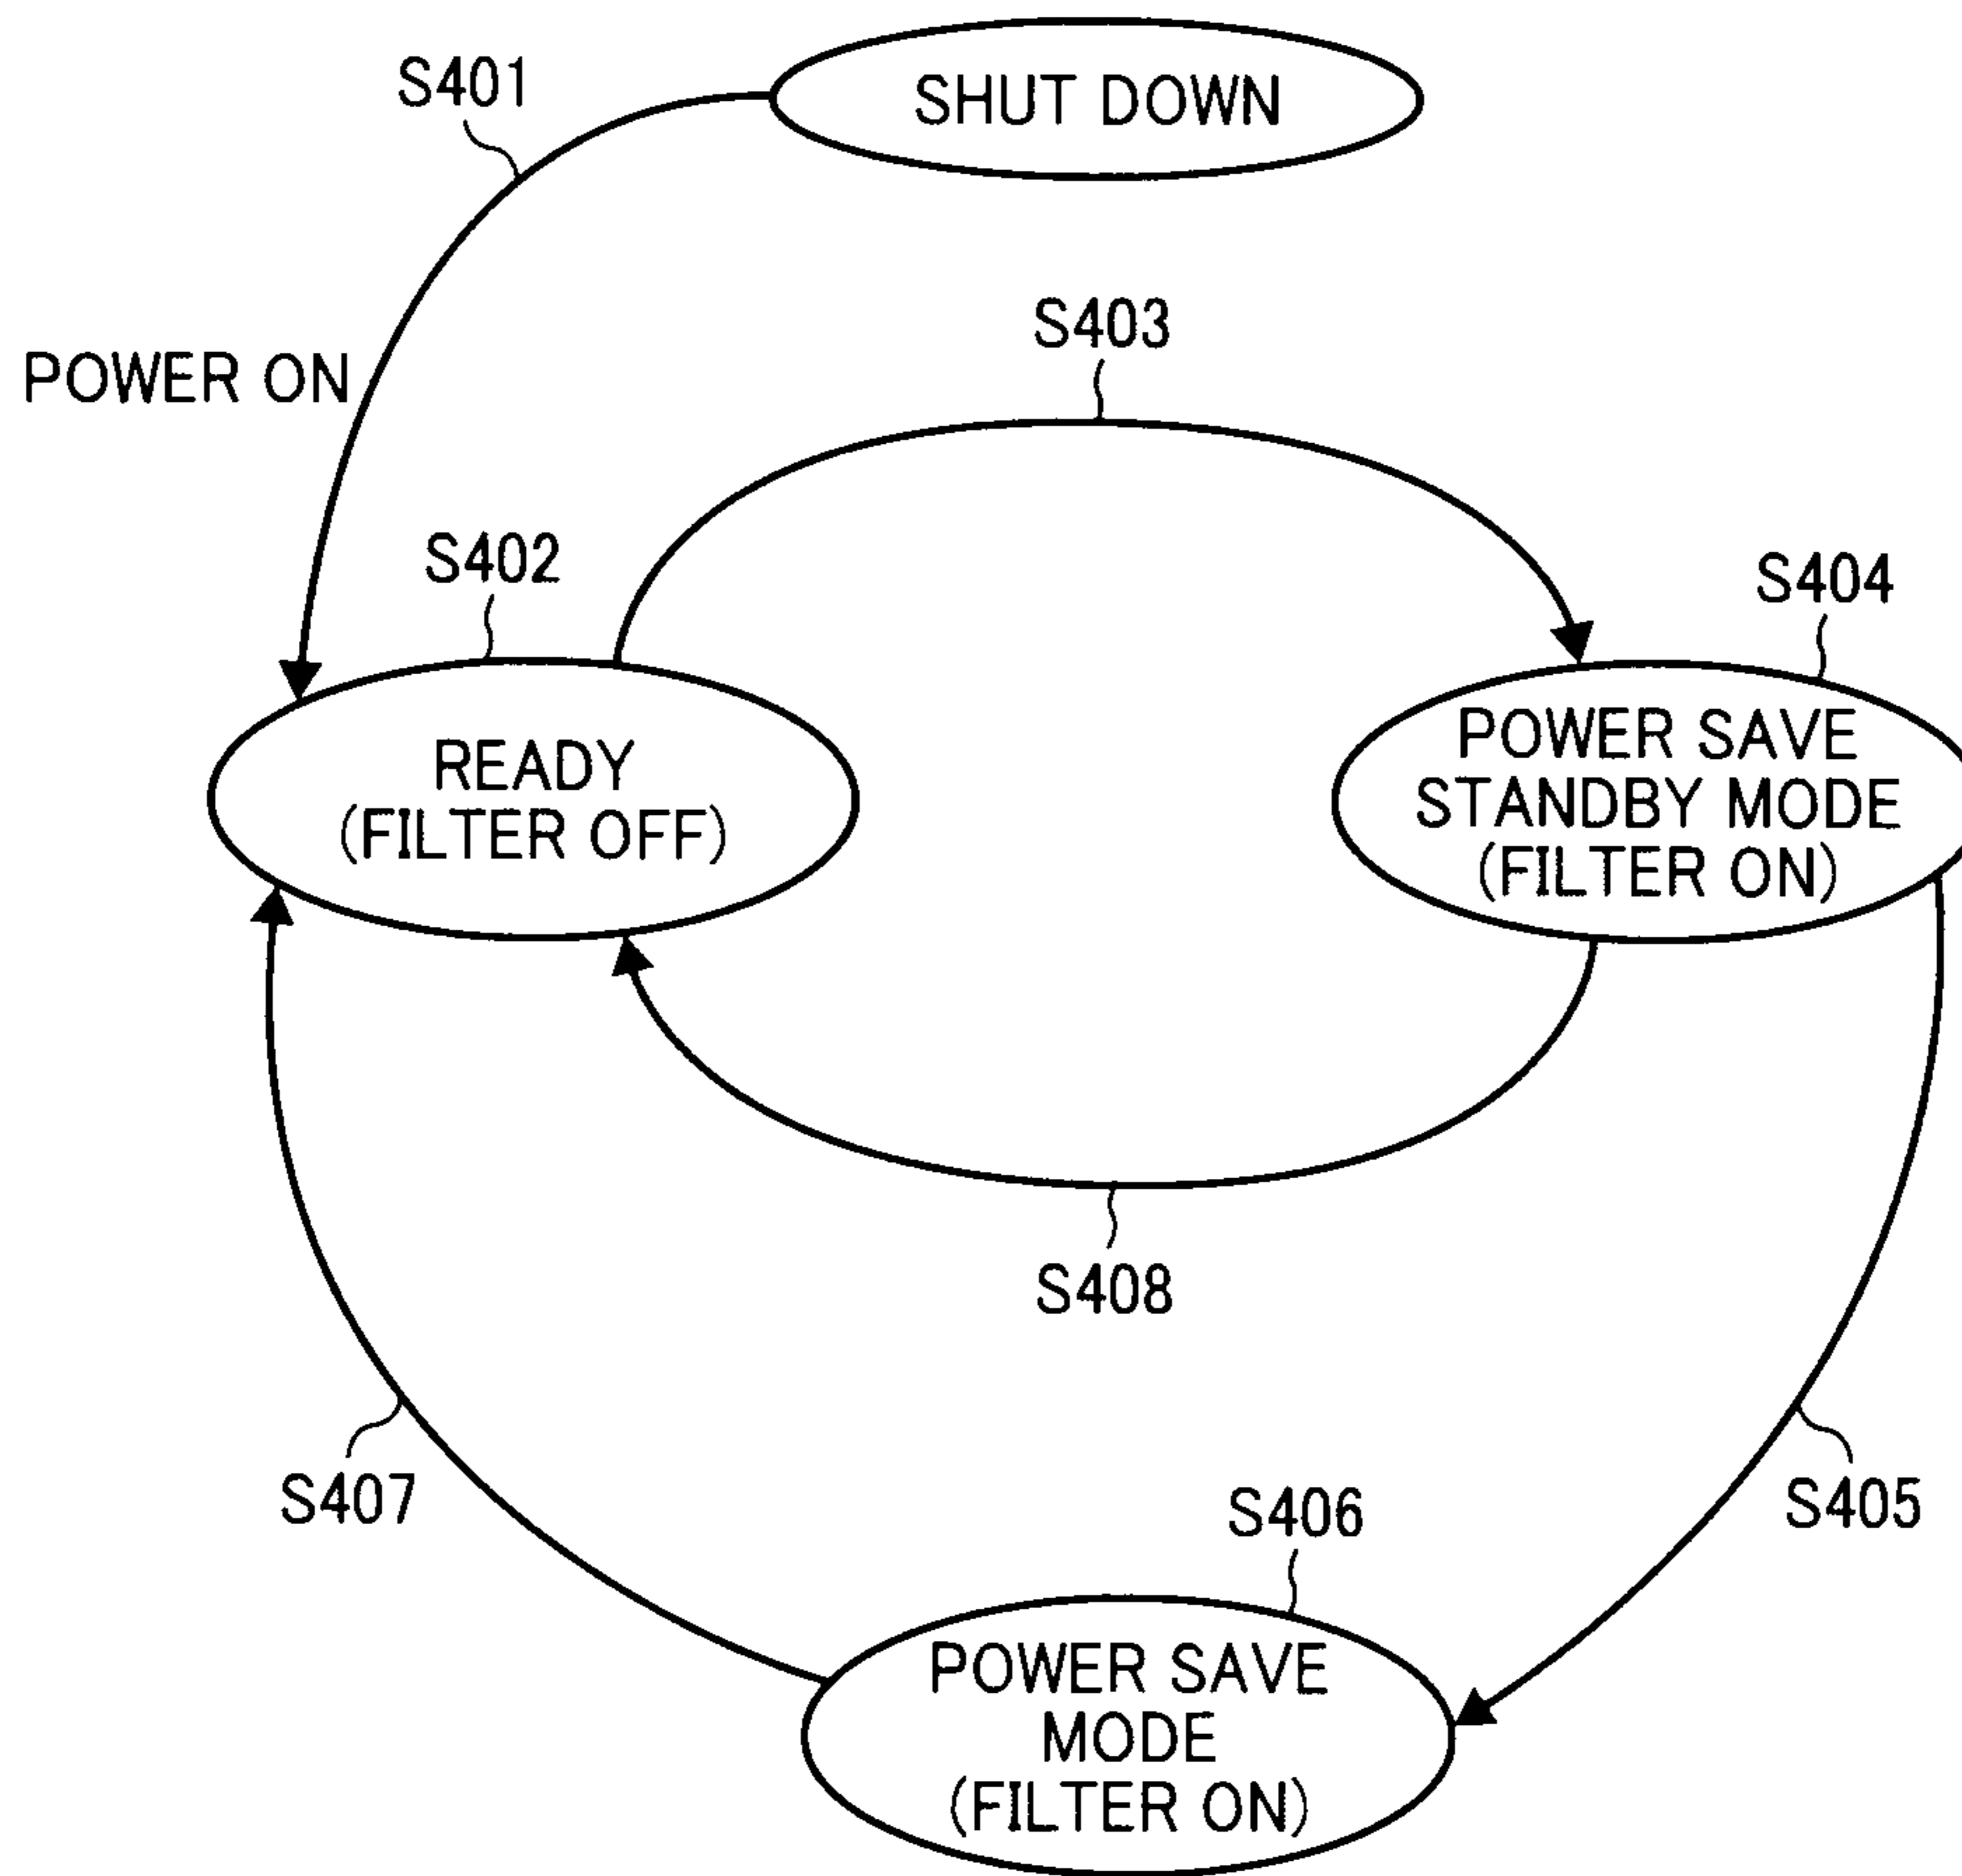 S401
SHUT DOWN
S403
POWER ON
S402
S404
READY
(FILTER OFF)
POWER SAVE
STANDBY MODE
(FILTER ON)
S408
S407
S405
S406
POWER SAVE
MODE
(FILTER ON)